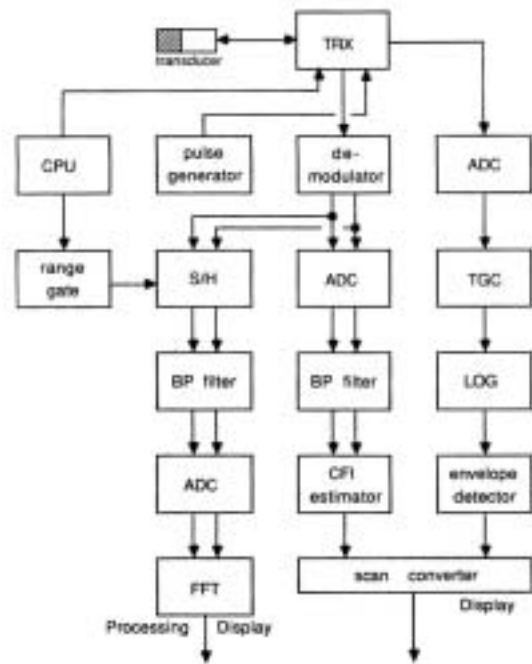 TRX
transducer
CPU
pulse
generator
de-
modulator
ADC
range
gate
S/H
ADC
TGC
BP filter
BP filter
LOG
ADC
CFI
estimator
envelope
detector
FFT
scan converter
Display
Processing Display